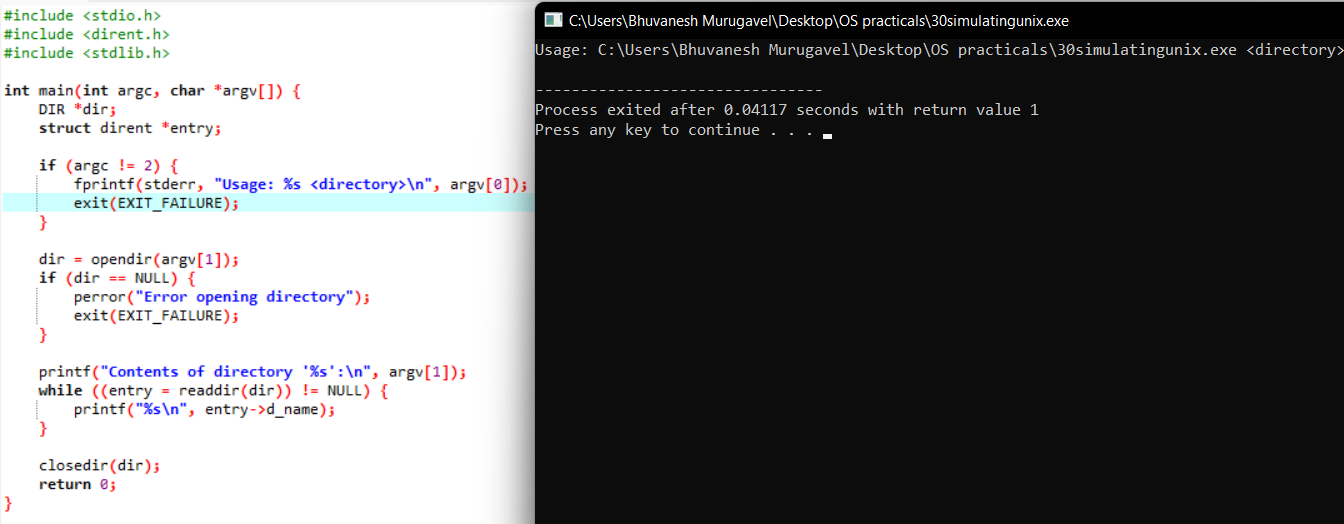 #include <stdio.h>
#include <dirent.h>
#include <stdlib.h>
int main(int argc, char *argv[]) {
    DIR *dir;
    struct dirent *entry;
    if (argc != 2) {
        fprintf(stderr, "Usage: %s <directory>\n", argv[0]);
        exit(EXIT_FAILURE);
    }
    dir = opendir(argv[1]);
    if (dir == NULL) {
        perror("Error opening directory");
        exit(EXIT_FAILURE);
    }
    printf("Contents of directory '%s':\n", argv[1]);
    while ((entry = readdir(dir)) != NULL) {
        printf("%s\n", entry->d_name);
    }
    closedir(dir);
    return 0;
}
C:\Users\Bhuvanesh Murugavel\Desktop\OS practicals\30simulatingunix.exe
Usage: C:\Users\Bhuvanesh Murugavel\Desktop\OS practicals\30simulatingunix.exe <directory>
--------------------------------
Process exited after 0.04117 seconds with return value 1
Press any key to continue . . .